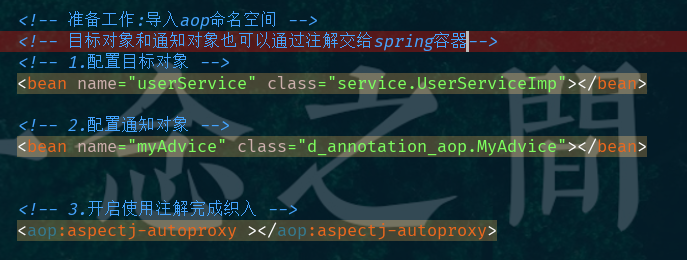 <!-- 准备工作:导入aop命名空间 -->
<!-- 目标对象和通知对象也可以通过注解交给spring容器-->
<!-- 1.配置目标对象 -->
<bean name="userService" class="service.UserServiceImp"></bean>
<!-- 2.配置通知对象 -->
<bean name="myAdvice" class="d_annotation_aop.MyAdvice"></bean>
<!-- 3.开启使用注解完成织入 -->
<aop:aspectj-autoproxy ></aop:aspectj-autoproxy>
一念之間